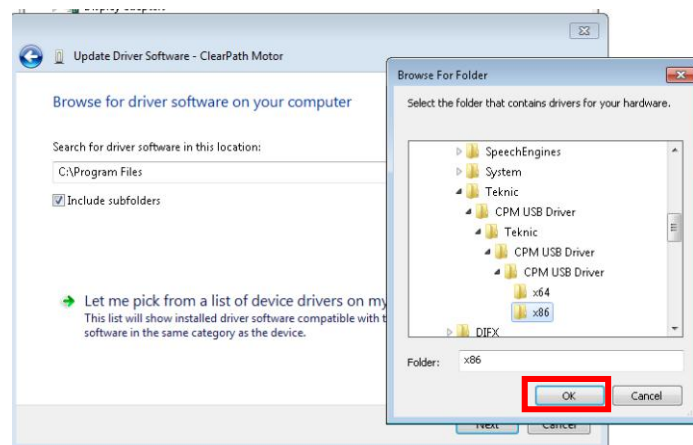 Display adapters
Update Driver Software - ClearPath Motor
Browse for driver software on your computer
Search for driver software in this location:
C:\Program Files
Include subfolders
Let me pick from a list of device drivers on my
This list will show installed driver software compatible with t
software in the same category as the device.
Next
Cancel
Browse For Folder
Select the folder that contains drivers for your hardware.
SpeechEngines
System
Teknic
CPM USB Driver
Teknic
CPM USB Driver
CPM USB Driver
x64
x86
DIFX
Folder:
x86
OK
Cancel